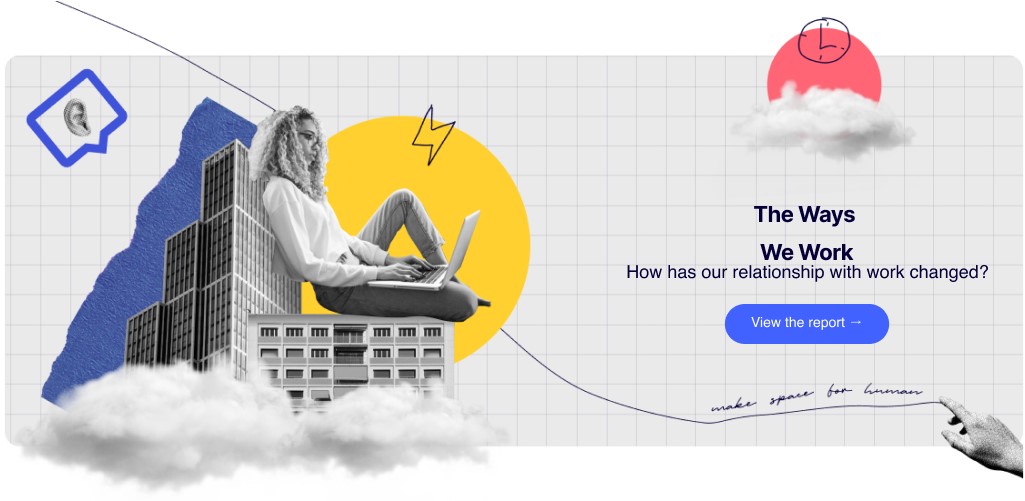 The Ways
We Work
How has our relationship with work changed?
View the report →
make space for human